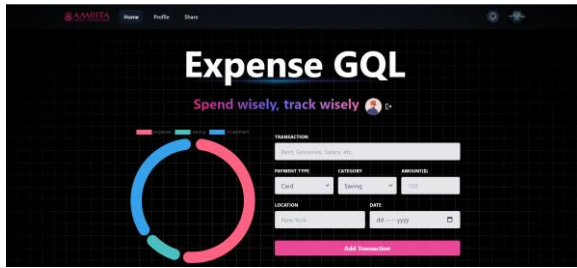 AMRITA
Home Profile Share
Expense GQL
Spend wisely, track wisely
expense saving investment
TRANSACTION
Rent, Groceries, Salary, etc.
PAYMENT TYPE CATEGORY AMOUNT($)
Card Saving 150
LOCATION DATE
New York dd----yyyy
Add Transaction